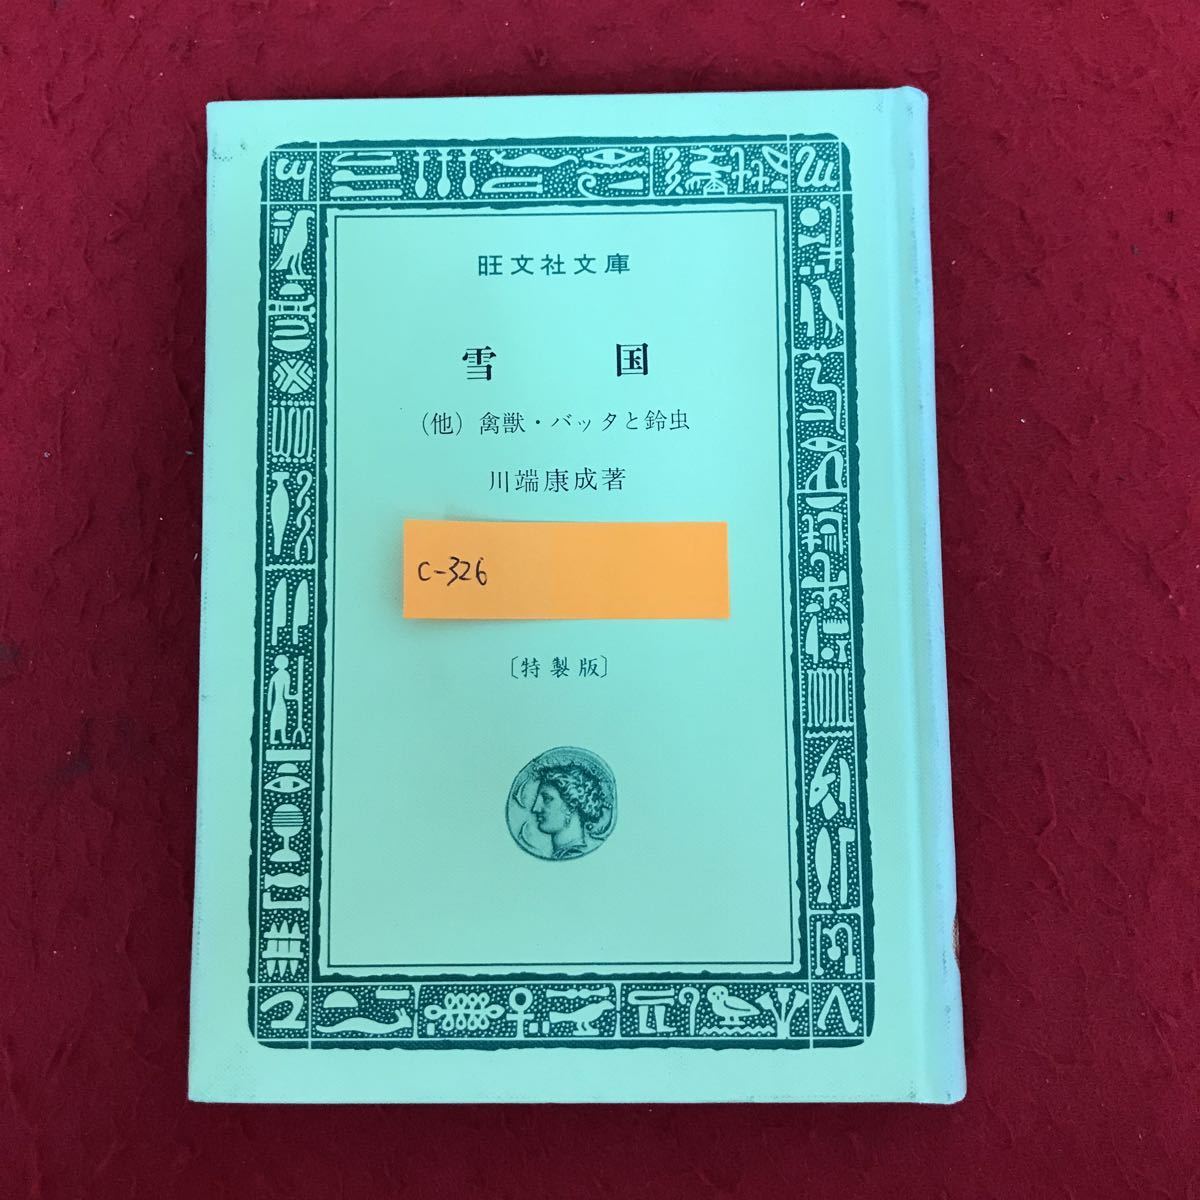 旺文社文庫
雪国
(他) 禽獣・バッタと鈴虫
川端康成著
C-326
〔特製版〕